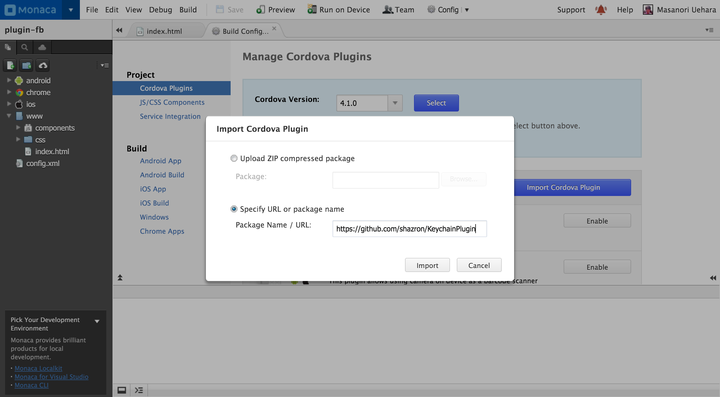 Monaca
File Edit View Debug Build Save Preview Run on Device Team Config Support Help Masanori Uehara
plugin-fb
index.html
Build Config...
android
chrome
ios
www
components
css
index.html
config.xml
Project
Cordova Plugins
JS/CSS Components
Service Integration
Build
Android App
Android Build
iOS App
iOS Build
Windows
Chrome Apps
Manage Cordova Plugins
Cordova Version:
4.1.0
Select
elect button above.
Import Cordova Plugin
Enable
Enable
This plugin allows using camera on device as a barcode scanner
Import Cordova Plugin
Upload ZIP compressed package
Package:
Browse...
Specify URL or package name
Package Name / URL:
https://github.com/shazron/KeychainPlugin
Import
Cancel
Pick Your Development
Environment
Monaca provides brilliant
products for local
development.
Monaca Localkit
Monaca for Visual Studio
Monaca CLI